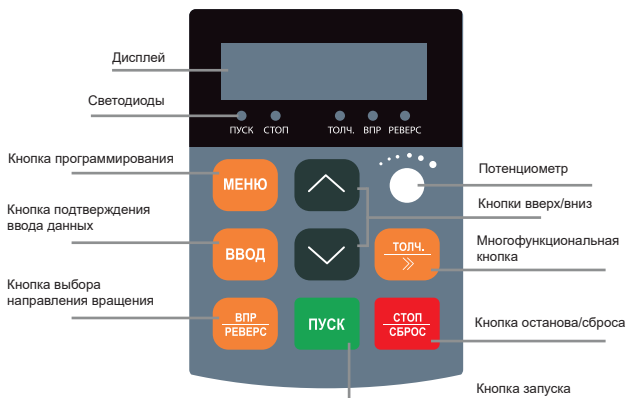 Дисплей
Светодиоды
ПУСК СТОП ТОЛЧ. ВПР РЕВЕРС
Кнопка программирования
МЕНЮ
Потенциометр
Кнопки вверх/вниз
Кнопка подтверждения
ввода данных
ВВОД
ТОЛЧ.
Многофункциональная
кнопка
Кнопка выбора
направления вращения
ВПР
РЕВЕРС
ПУСК
СТОП
СБРОС
Кнопка останова/сброса
Кнопка запуска